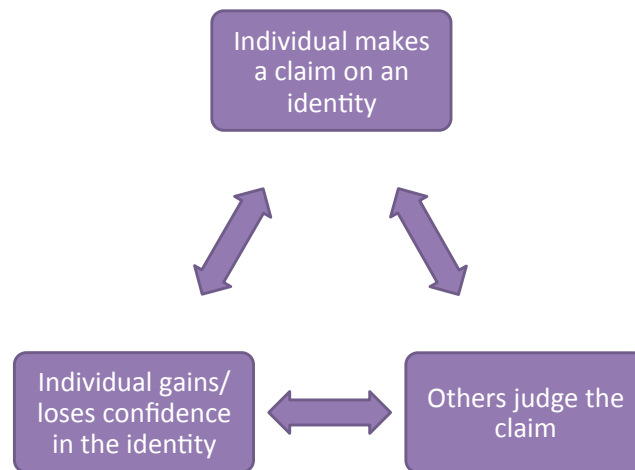 Individual makes
a claim on an
identity
Individual gains/
loses confidence
in the identity
Others judge the
claim